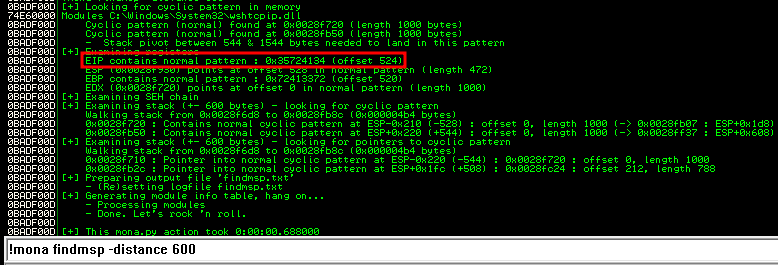 0BADF00D [+] Looking for cyclic pattern in memory
74E60000 Modules C:\Windows\System32\wshtcpip.dll
0BADF00D Cyclic pattern (normal) found at 0x0028f720 (length 1000 bytes)
0BADF00D Cyclic pattern (normal) found at 0x0028fb50 (length 1000 bytes)
0BADF00D - Stack pivot between 544 & 1544 bytes needed to land in this pattern
0BADF00D [+] Examining registers
0BADF00D EIP contains normal pattern : 0x35724134 (offset 524)
0BADF00D ESP (0x0028f930) points at offset 528 in normal pattern (length 472)
0BADF00D EBP contains normal pattern : 0x72413372 (offset 520)
0BADF00D EDX (0x0028f720) points at offset 0 in normal pattern (length 1000)
0BADF00D [+] Examining SEH chain
0BADF00D [+] Examining stack (+- 600 bytes) - looking for cyclic pattern
0BADF00D Walking stack from 0x0028f6d8 to 0x0028fb8c (0x000004b4 bytes)
0BADF00D 0x0028f720 : Contains normal cyclic pattern at ESP-0x210 (-528) : offset 0, length 1000 (-> 0x0028fb07 : ESP+0x1d8)
0BADF00D 0x0028fb50 : Contains normal cyclic pattern at ESP+0x220 (+544) : offset 0, length 1000 (-> 0x0028ff37 : ESP+0x608)
0BADF00D [+] Examining stack (+- 600 bytes) - looking for pointers to cyclic pattern
0BADF00D Walking stack from 0x0028f6d8 to 0x0028fb8c (0x000004b4 bytes)
0BADF00D 0x0028f710 : Pointer into normal cyclic pattern at ESP-0x220 (-544) : 0x0028f720 : offset 0, length 1000
0BADF00D 0x0028fb2c : Pointer into normal cyclic pattern at ESP+0x1fc (+508) : 0x0028fc24 : offset 212, length 788
0BADF00D [+] Preparing output file 'findmsp.txt'
0BADF00D - (Re)setting logfile findmsp.txt
0BADF00D [+] Generating module info table, hang on...
0BADF00D - Processing modules
0BADF00D - Done. Let's rock 'n roll.
0BADF00D
0BADF00D [+] This mona.py action took 0:00:00.688000
!mona findmsp -distance 600